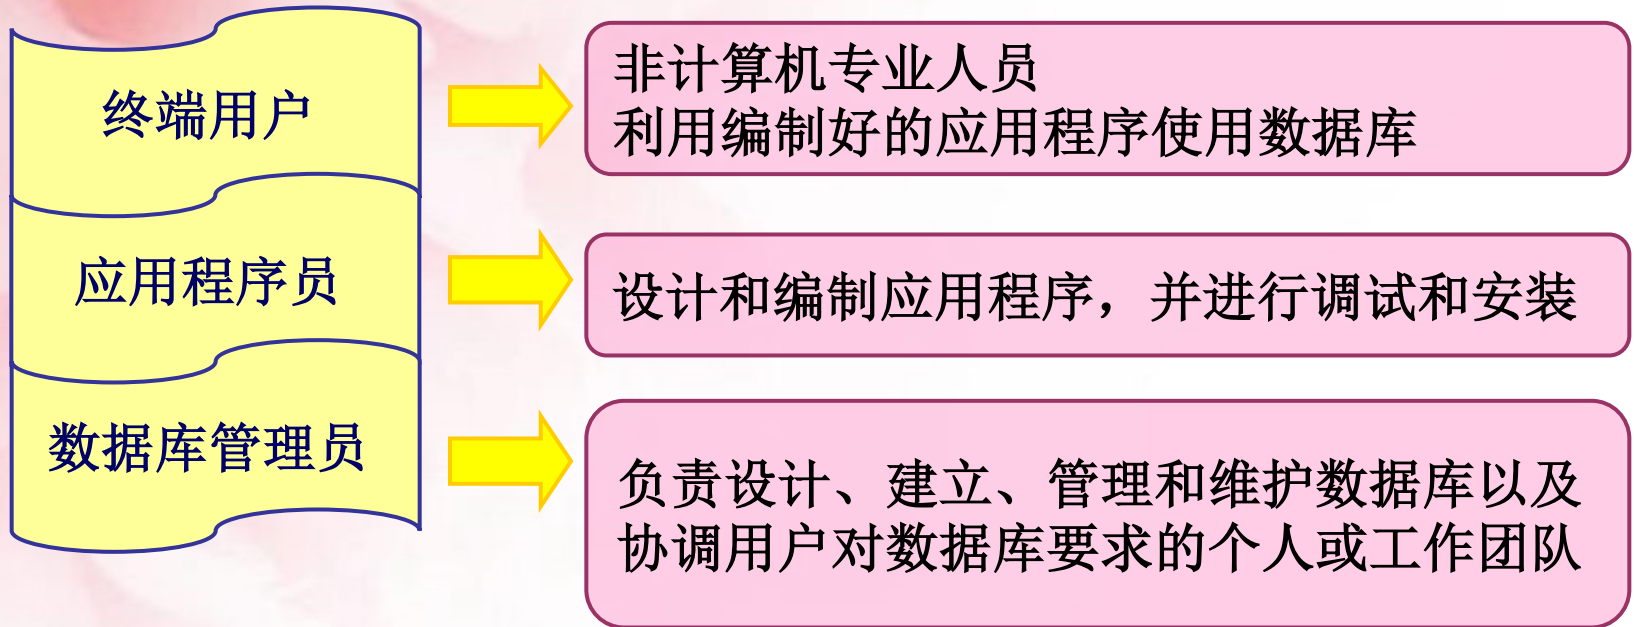 终端用户
非计算机专业人员
利用编制好的应用程序使用数据库
应用程序员
设计和编制应用程序，并进行调试和安装
数据库管理员
负责设计、建立、管理和维护数据库以及
协调用户对数据库要求的个人或工作团队